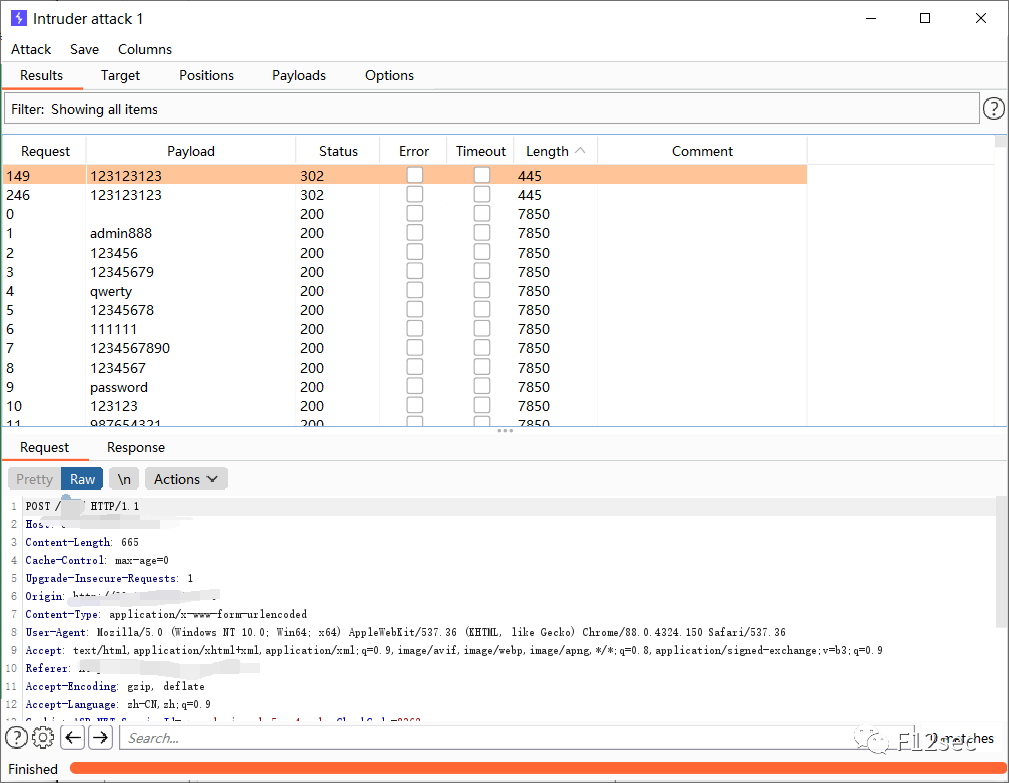 Intruder attack 1
Attack Save Columns
Results Target Positions Payloads Options
Filter: Showing all items
Request Payload Status Error Timeout Length Comment
149 123123123 302 445
246 123123123 302 445
0 200 7850
1 admin888 200 7850
2 123456 200 7850
3 12345679 200 7850
4 qwerty 200 7850
5 12345678 200 7850
6 111111 200 7850
7 1234567890 200 7850
8 1234567 200 7850
9 password 200 7850
10 123123 200 7850
11 987654321 200 7850
Request Response
Pretty Raw \n Actions
1 POST / HTTP/1.1
2 Host:
3 Content-Length: 665
4 Cache-Control: max-age=0
5 Upgrade-Insecure-Requests: 1
6 Origin:
7 Content-Type: application/x-www-form-urlencoded
8 User-Agent: Mozilla/5.0 (Windows NT 10.0; Win64; x64) AppleWebKit/537.36 (KHTML, like Gecko) Chrome/88.0.4324.150 Safari/537.36
9 Accept: text/html,application/xhtml+xml,application/xml;q=0.9,image/avif,image/webp,image/apng,*/*;q=0.8,application/signed-exchange;v=b3;q=0.9
10 Referer:
11 Accept-Encoding: gzip, deflate
12 Accept-Language: zh-CN,zh;q=0.9
Search... matches
F12sec
Finished